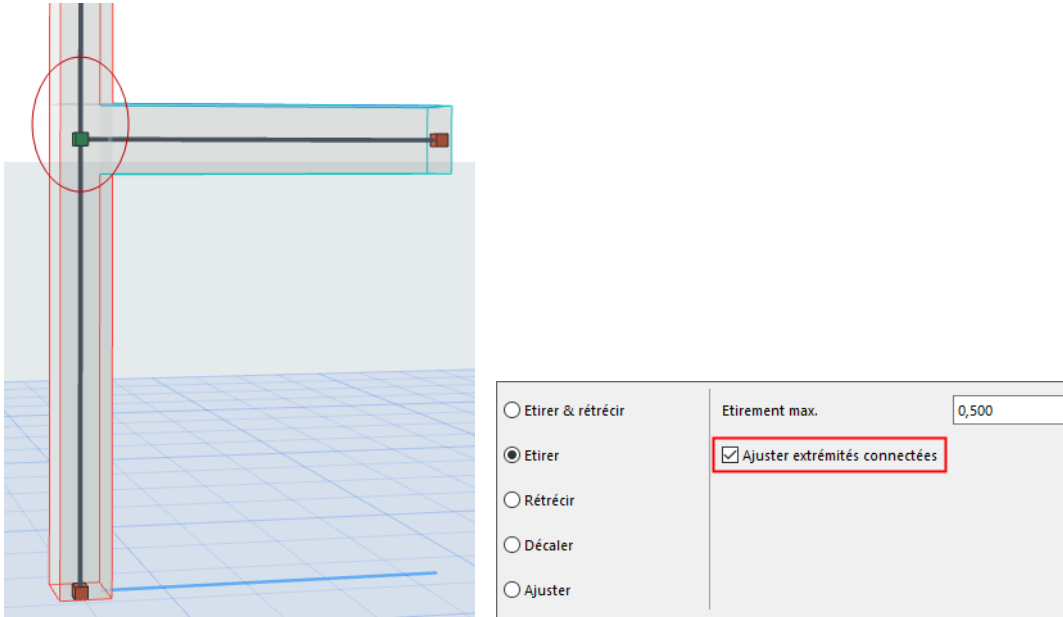 Etirer & rétrécir
Etirement max.
0,500
Etirer
Ajuster extrémités connectées
Rétrécir
Décaler
Ajuster